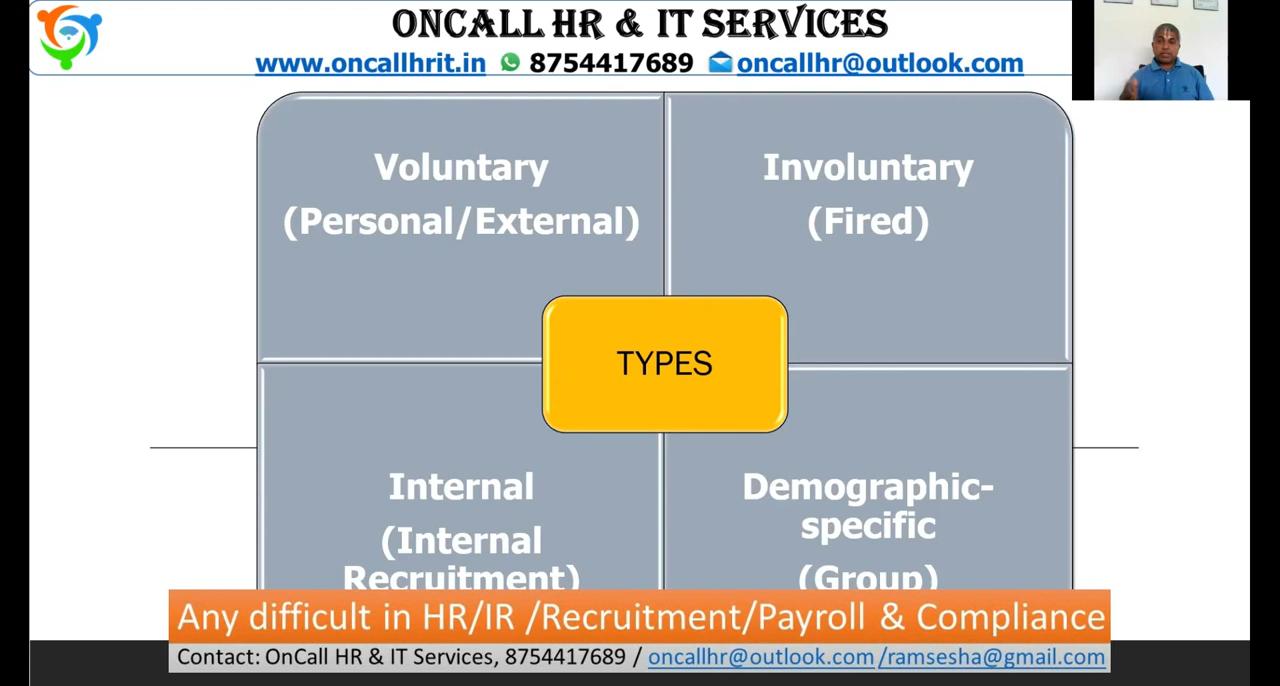 ONCALL HR & IT SERVICES
www.oncallhrit.in 8754417689 oncallhr@outlook.com
Voluntary
(Personal/External)
Involuntary
(Fired)
TYPES
Internal
(Internal
Recruitment)
Demographic-
specific
(Group)
Any difficult in HR/IR /Recruitment/Payroll & Compliance
Contact: OnCall HR & IT Services, 8754417689 / oncallhr@outlook.com /ramsesha@gmail.com